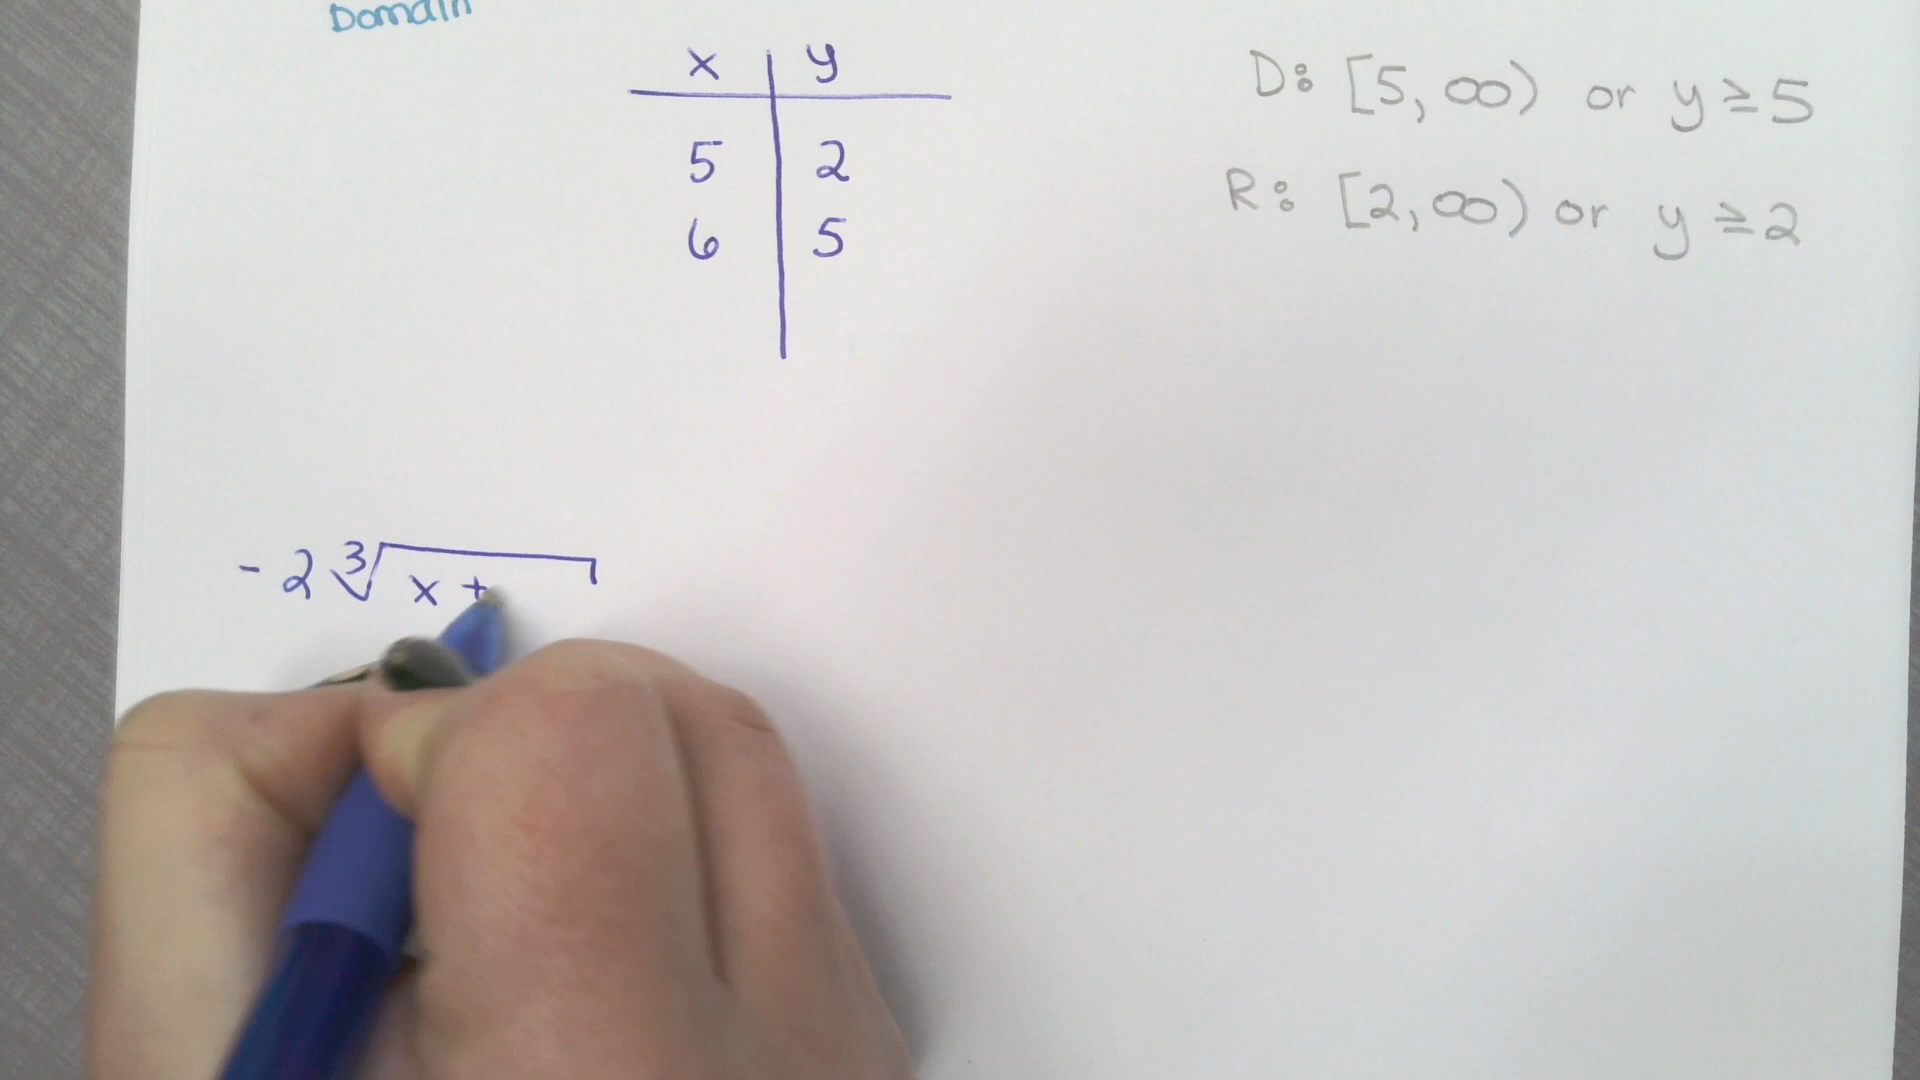 Domain
x y
5 2
6 5
D: [5, ∞) or y ≥ 5
R: [2, ∞) or y ≥ 2
-2 ∛x +